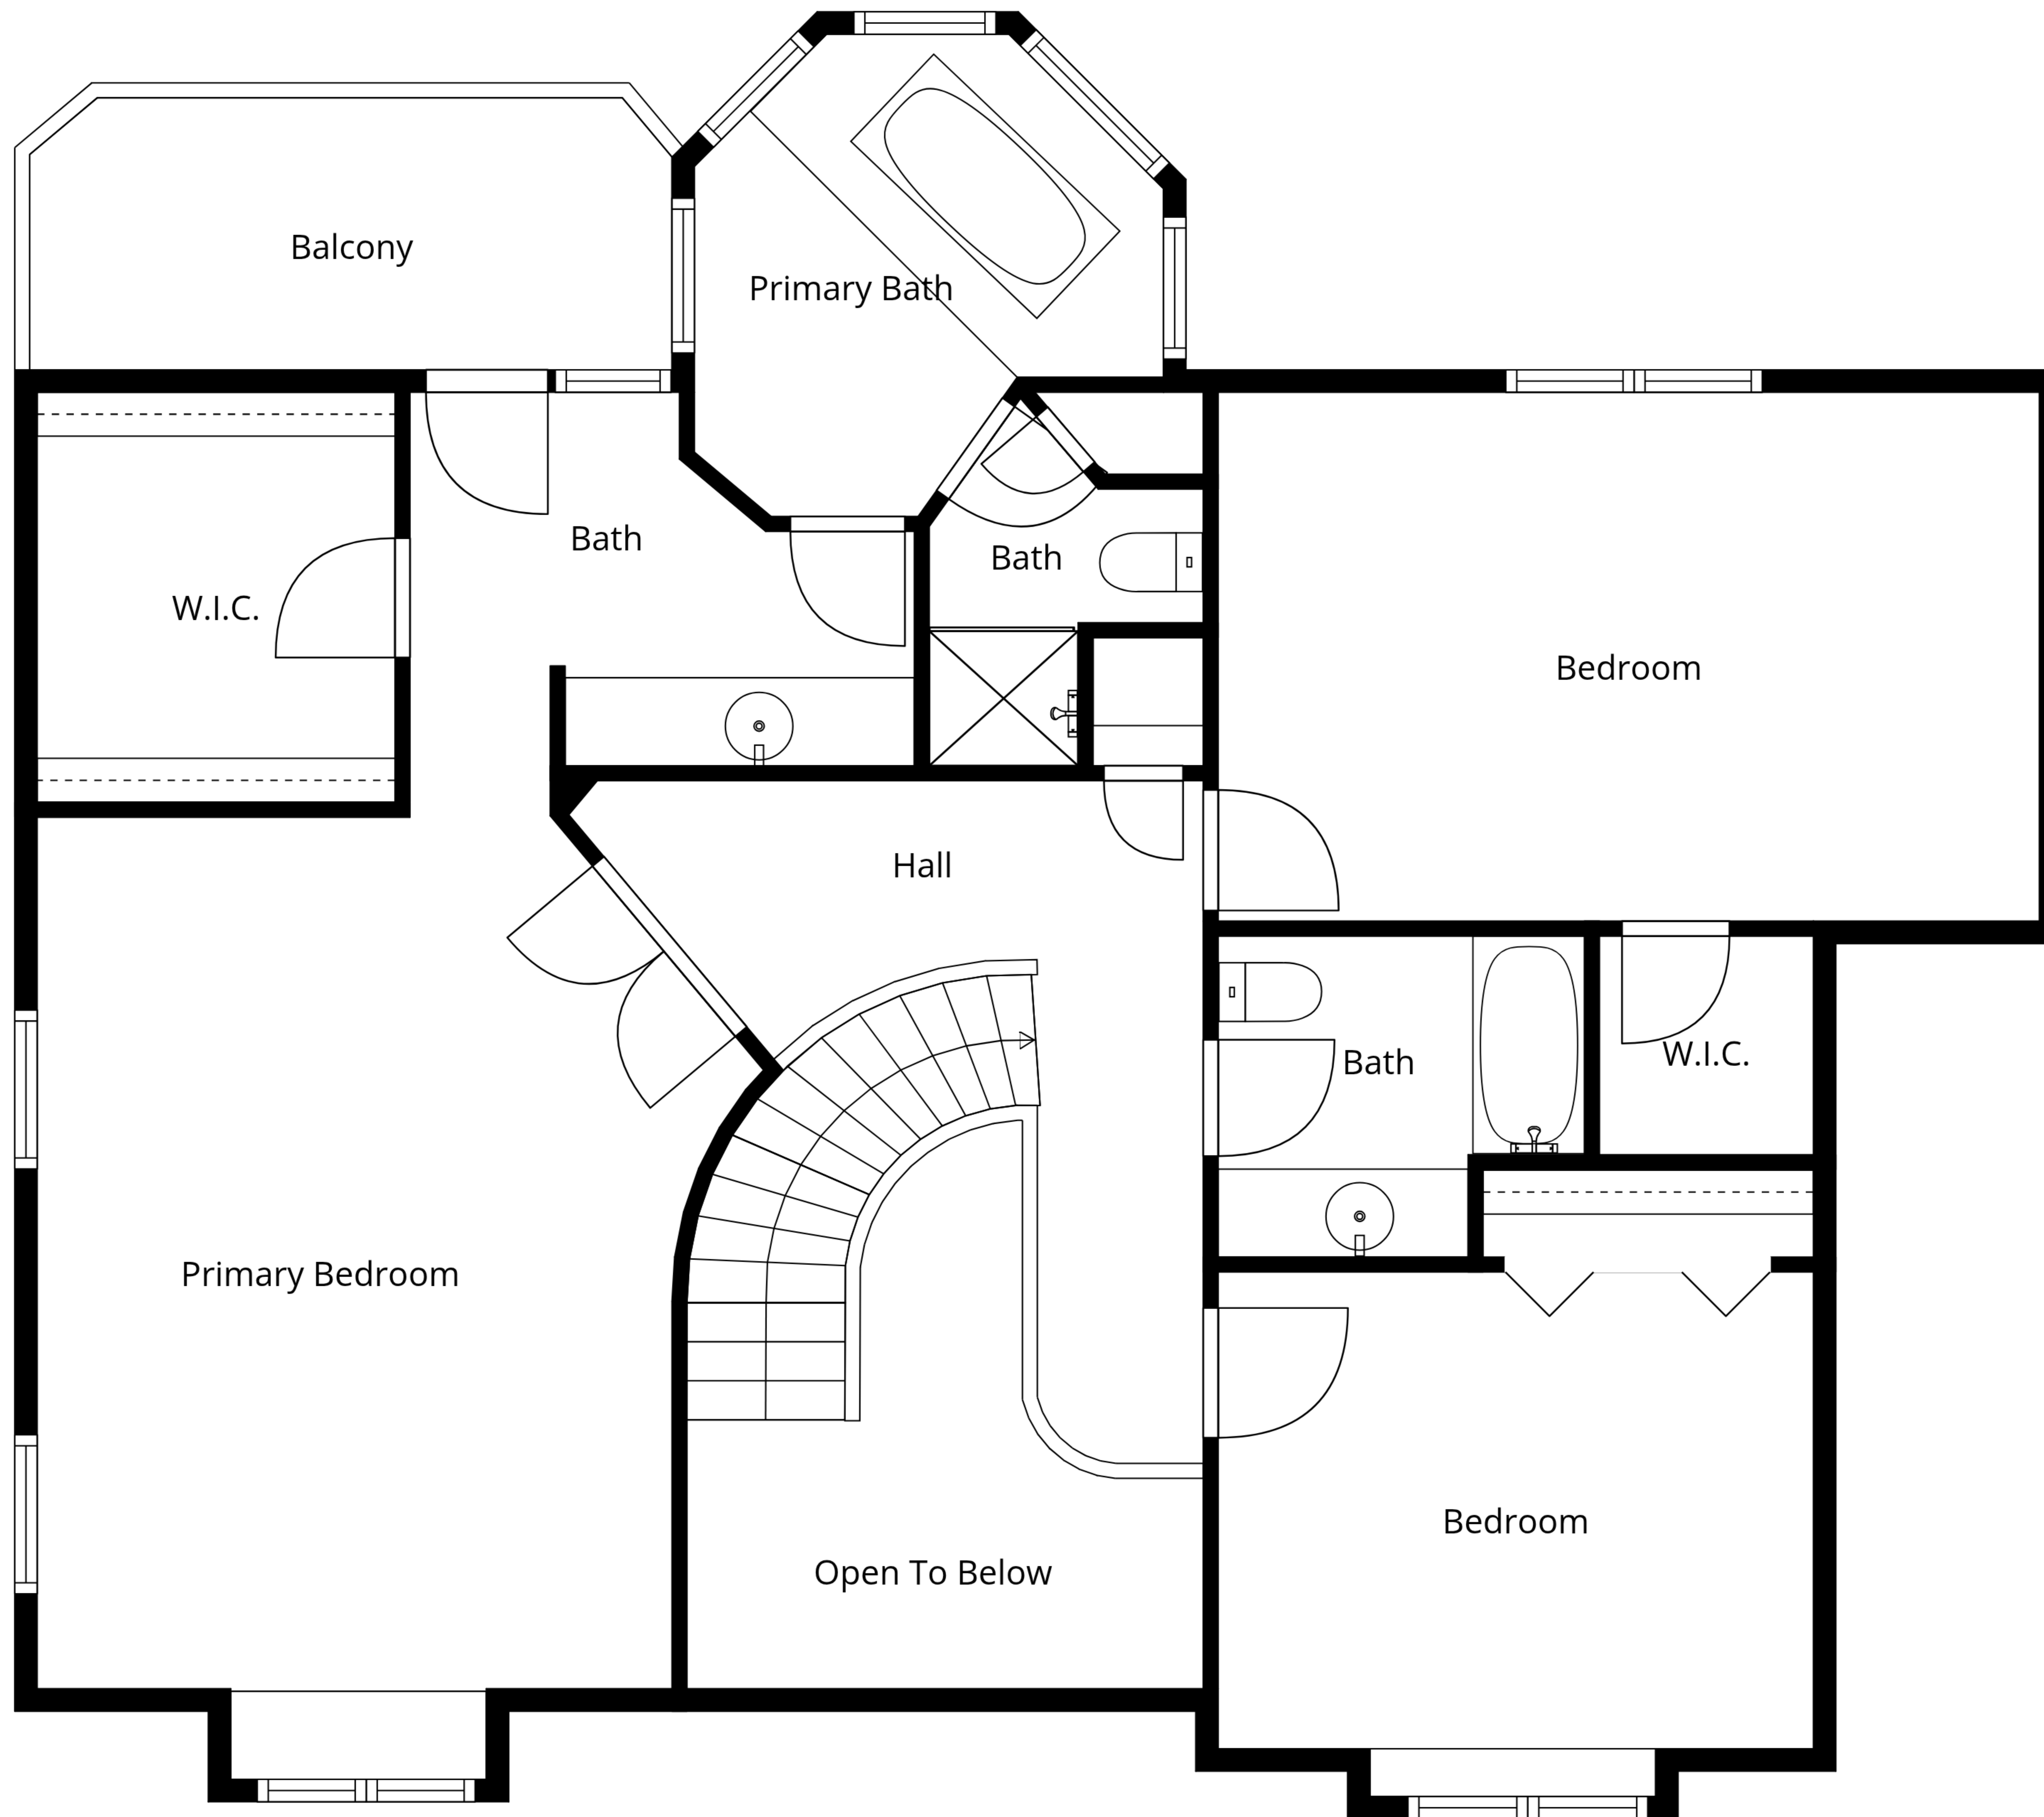 Balcony
Primary Bath
Bath
Bath
W.I.C.
Bedroom
Hall
Bath
W.I.C.
Primary Bedroom
Bedroom
Open To Below